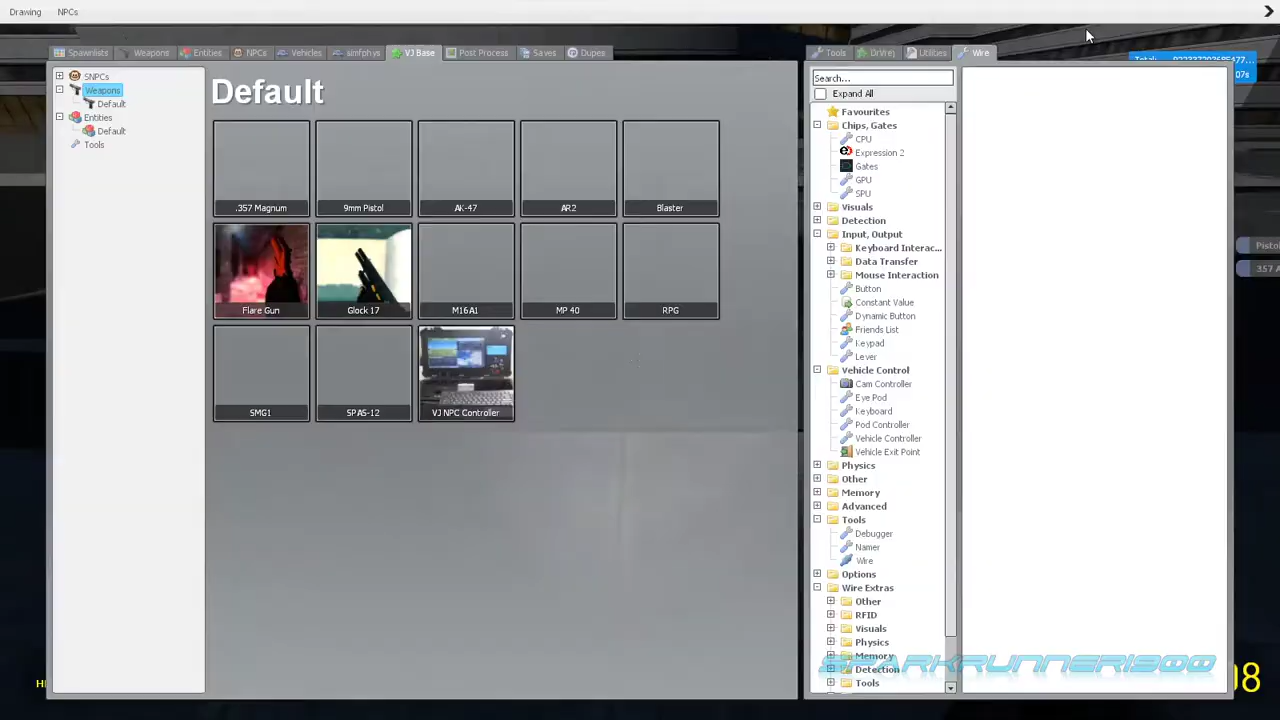 Drawing NPCs
Spawnlists Weapons Entities NPCs Vehicles simfphys VJ Base Post Process Saves Dupes
Tools DrVrej Utilities Wire
SNPCs
Weapons
Default
Entities
Default
Tools
Default
.357 Magnum 9mm Pistol AK-47 AR2 Blaster
Flare Gun Glock 17 M16A1 MP 40 RPG
SMG1 SPAS-12 VJ NPC Controller
Search...
Expand All
Favourites
Chips, Gates
CPU
Expression 2
Gates
GPU
SPU
Visuals
Detection
Input, Output
Keyboard Interac...
Data Transfer
Mouse Interaction
Button
Constant Value
Dynamic Button
Friends List
Keypad
Lever
Vehicle Control
Cam Controller
Eye Pod
Keyboard
Pod Controller
Vehicle Controller
Vehicle Exit Point
Physics
Other
Memory
Advanced
Tools
Debugger
Namer
Wire
Options
Wire Extras
Other
RFID
Visuals
Physics
Memory
Detection
Tools
07s
Pistol
.357
SPARKRUNNER1900